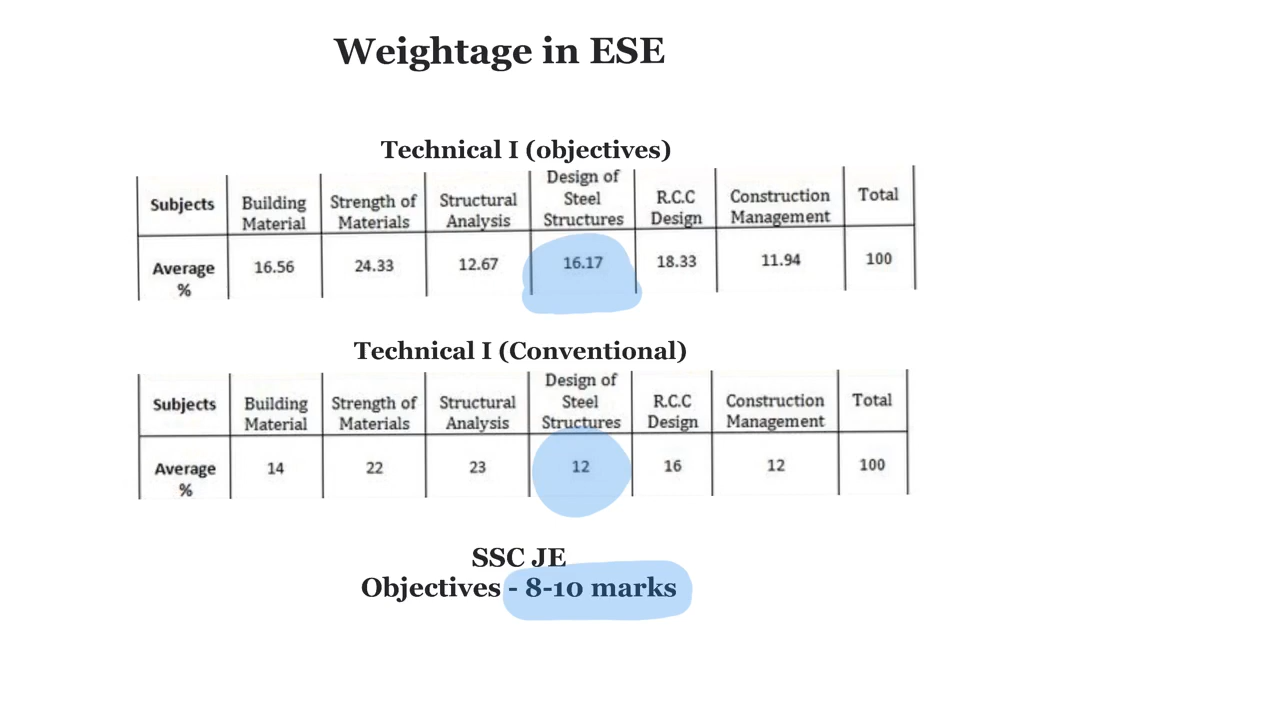 Weightage in ESE
Technical I (objectives)
Subjects Building Material Strength of Materials Structural Analysis Design of Steel Structures R.C.C Design Construction Management Total
Average % 16.56 24.33 12.67 16.17 18.33 11.94 100
Technical I (Conventional)
Subjects Building Material Strength of Materials Structural Analysis Design of Steel Structures R.C.C Design Construction Management Total
Average % 14 22 23 12 16 12 100
SSC JE
Objectives - 8-10 marks